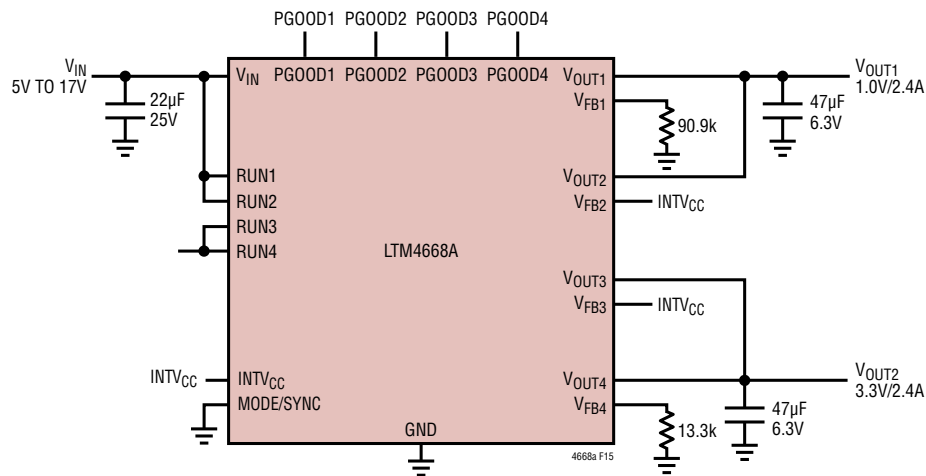 PGOOD1 PGOOD2 PGOOD3 PGOOD4
VIN
5V TO 17V
22µF
25V
VIN
PGOOD1 PGOOD2 PGOOD3 PGOOD4
RUN1
RUN2
RUN3
RUN4
LTM4668A
INTVCC
INTVCC
MODE/SYNC
GND
VOUT1
VFB1
90.9k
VOUT2
VFB2
INTVCC
VOUT3
VFB3
INTVCC
VOUT4
VFB4
13.3k
47µF
6.3V
VOUT1
1.0V/2.4A
47µF
6.3V
VOUT2
3.3V/2.4A
4668a F15